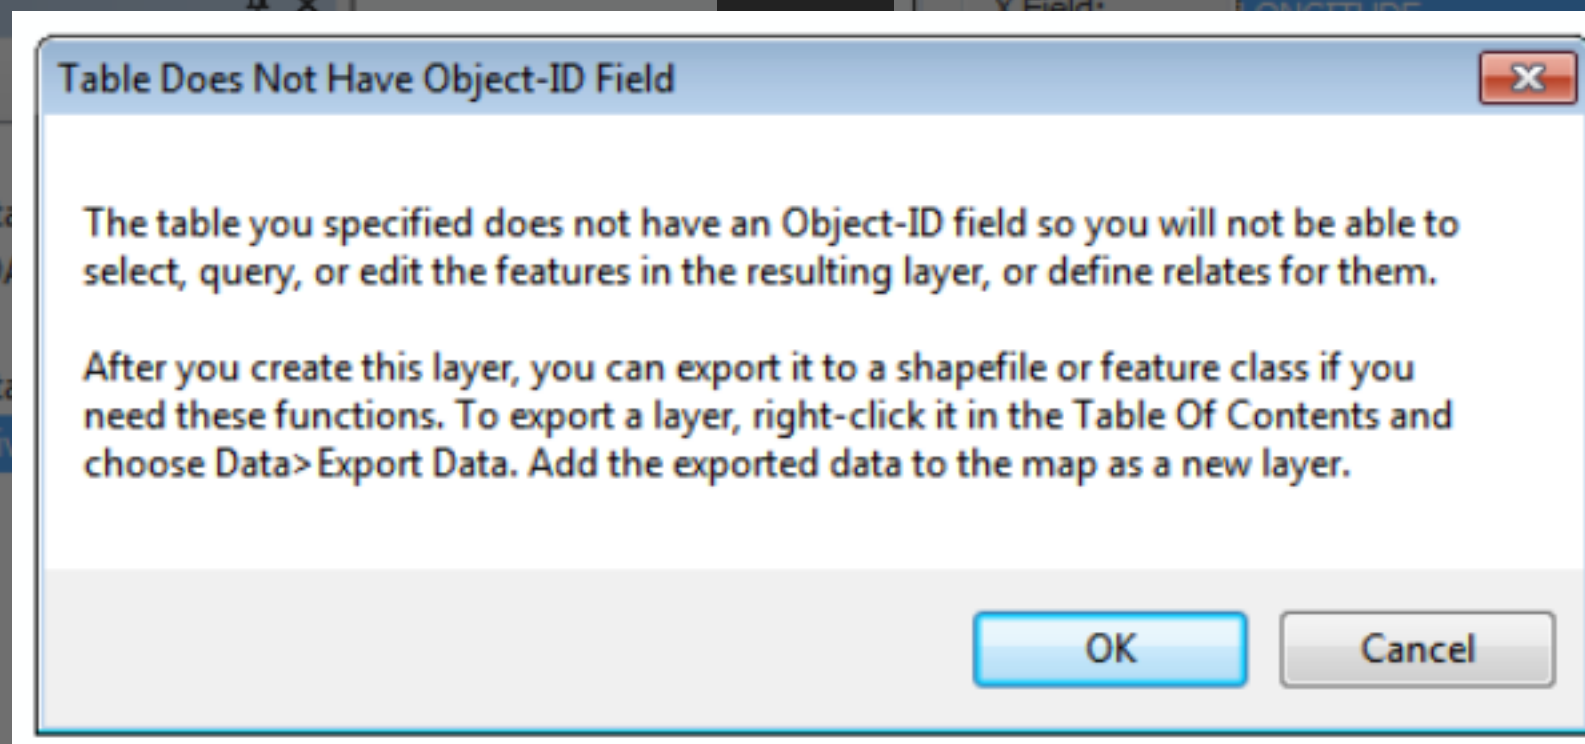 X Field:
LONGITUDE
Table Does Not Have Object-ID Field
The table you specified does not have an Object-ID field so you will not be able to
select, query, or edit the features in the resulting layer, or define relates for them.
After you create this layer, you can export it to a shapefile or feature class if you
need these functions. To export a layer, right-click it in the Table Of Contents and
choose Data>Export Data. Add the exported data to the map as a new layer.
OK
Cancel